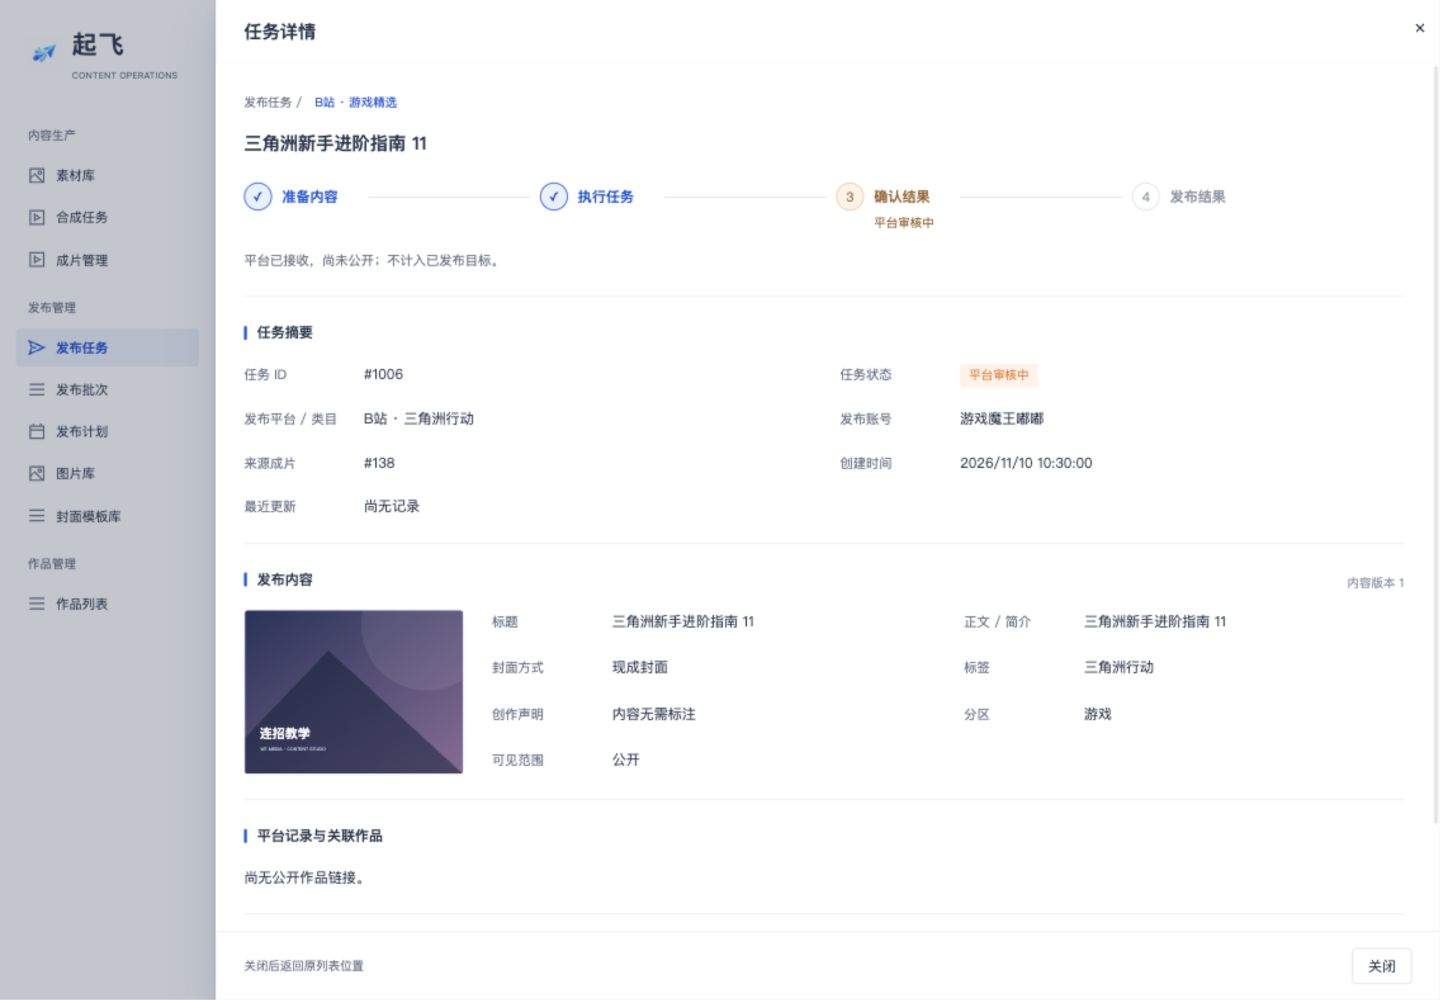 起飞
CONTENT OPERATIONS
内容生产
素材库
合成任务
成片管理
发布管理
发布任务
发布批次
发布计划
图片库
封面模板库
作品管理
作品列表
任务详情
×
发布任务 / B站 · 游戏精选
三角洲新手进阶指南 11
✓ 准备内容 ✓ 执行任务 3 确认结果 4 发布结果
平台审核中
平台已接收，尚未公开；不计入已发布目标。
任务摘要
任务 ID #1006 任务状态 平台审核中
发布平台 / 类目 B站 · 三角洲行动 发布账号 游戏魔王嘟嘟
来源成片 #138 创建时间 2026/11/10 10:30:00
最近更新 尚无记录
发布内容 内容版本 1
连招教学
WT MEDIA · CONTENT STUDIO
标题 三角洲新手进阶指南 11 正文 / 简介 三角洲新手进阶指南 11
封面方式 现成封面 标签 三角洲行动
创作声明 内容无需标注 分区 游戏
可见范围 公开
平台记录与关联作品
尚无公开作品链接。
关闭后返回原列表位置 关闭